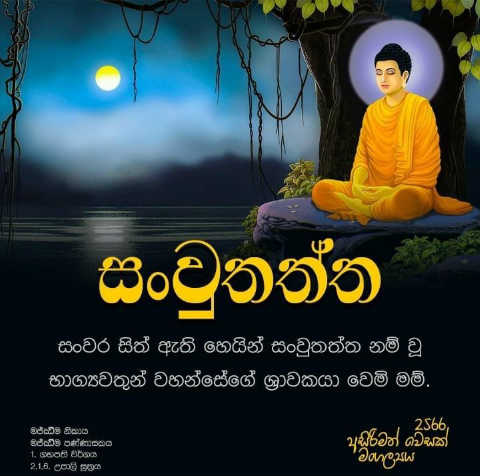 සංවුතත්ත
සංවර සිත් ඇති හෙයින් සංවුතත්ත නම් වූ
භාග්‍යවතුන් වහන්සේගේ ශ්‍රාවකයා වෙමි මම්.
මජ්ඣිම නිකාය
මජ්ඣිම පණ්ණාසකය
1. ගහපති වර්ගය
2.1.6. උපාලි සූත්‍රය
2566
අසිරිමත් වෙසක්
මංගල්‍යය